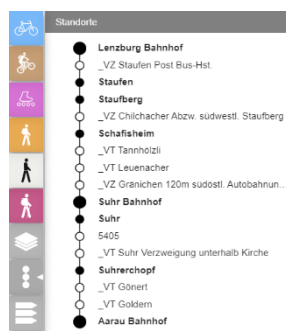 Standorte
Lenzburg Bahnhof
_VZ Staufen Post Bus-Hst.
Staufen
Staufberg
_VZ Chilchacher Abzw. südwestl. Staufberg
Schafisheim
_VT Tannhölzli
_VT Leuenacher
_VZ Gränichen 120m südöstl. Autobahnun...
Suhr Bahnhof
Suhr
5405
_VT Suhr Verzweigung unterhalb Kirche
Suhrerchopf
_VT Gönert
_VT Goldern
Aarau Bahnhof